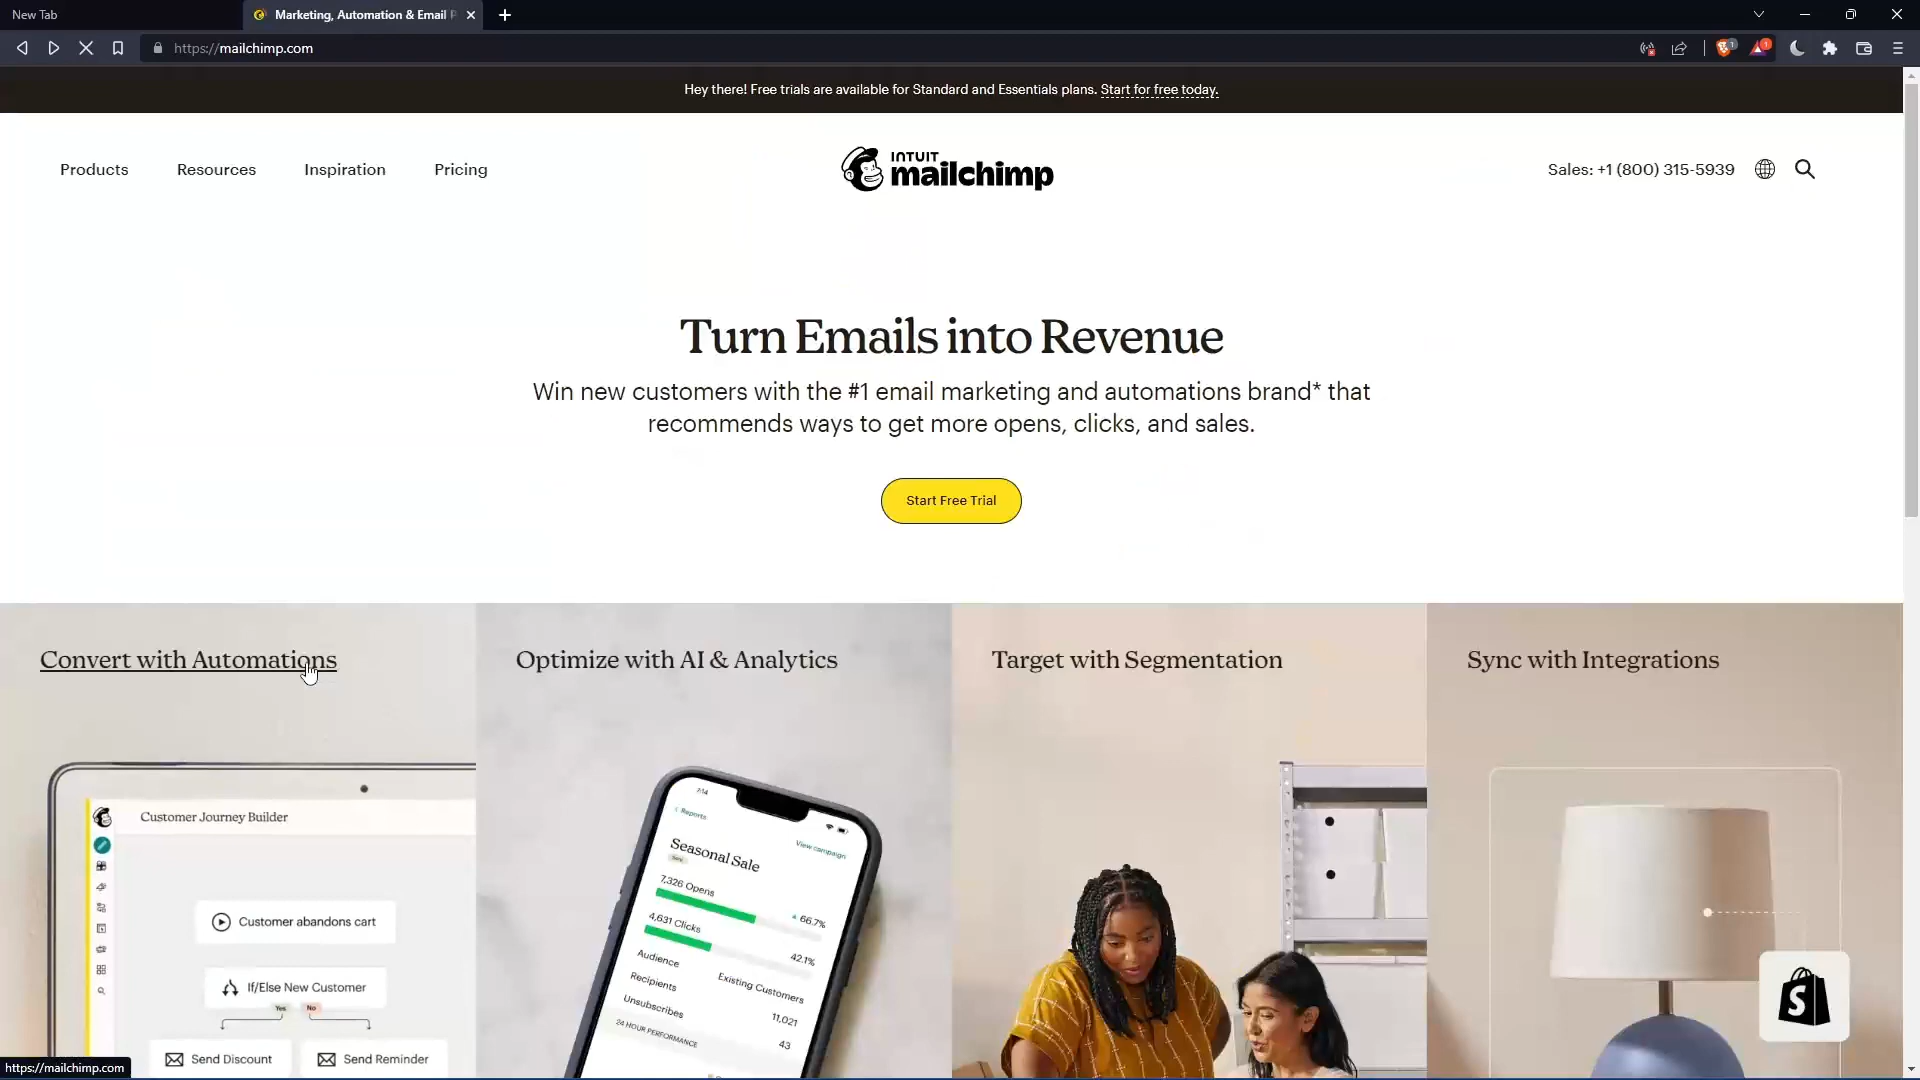 New Tab
Marketing, Automation & Email P
https://mailchimp.com
Hey there! Free trials are available for Standard and Essentials plans. Start for free today.
Products
Resources
Inspiration
Pricing
INTUIT
mailchimp
Sales: +1 (800) 315-5939
Turn Emails into Revenue
Win new customers with the #1 email marketing and automations brand* that
recommends ways to get more opens, clicks, and sales.
Start Free Trial
Convert with Automations
Optimize with AI & Analytics
Target with Segmentation
Sync with Integrations
Customer Journey Builder
Customer abandons cart
If/Else New Customer
Yes
No
Send Discount
Send Reminder
7:14
Reports
View campaign
Seasonal Sale
Sent
7,326 Opens
66.7%
4,631 Clicks
42.1%
Audience
Existing Customers
Recipients
11,021
Unsubscribes
43
24 HOUR PERFORMANCE
S
https://mailchimp.com